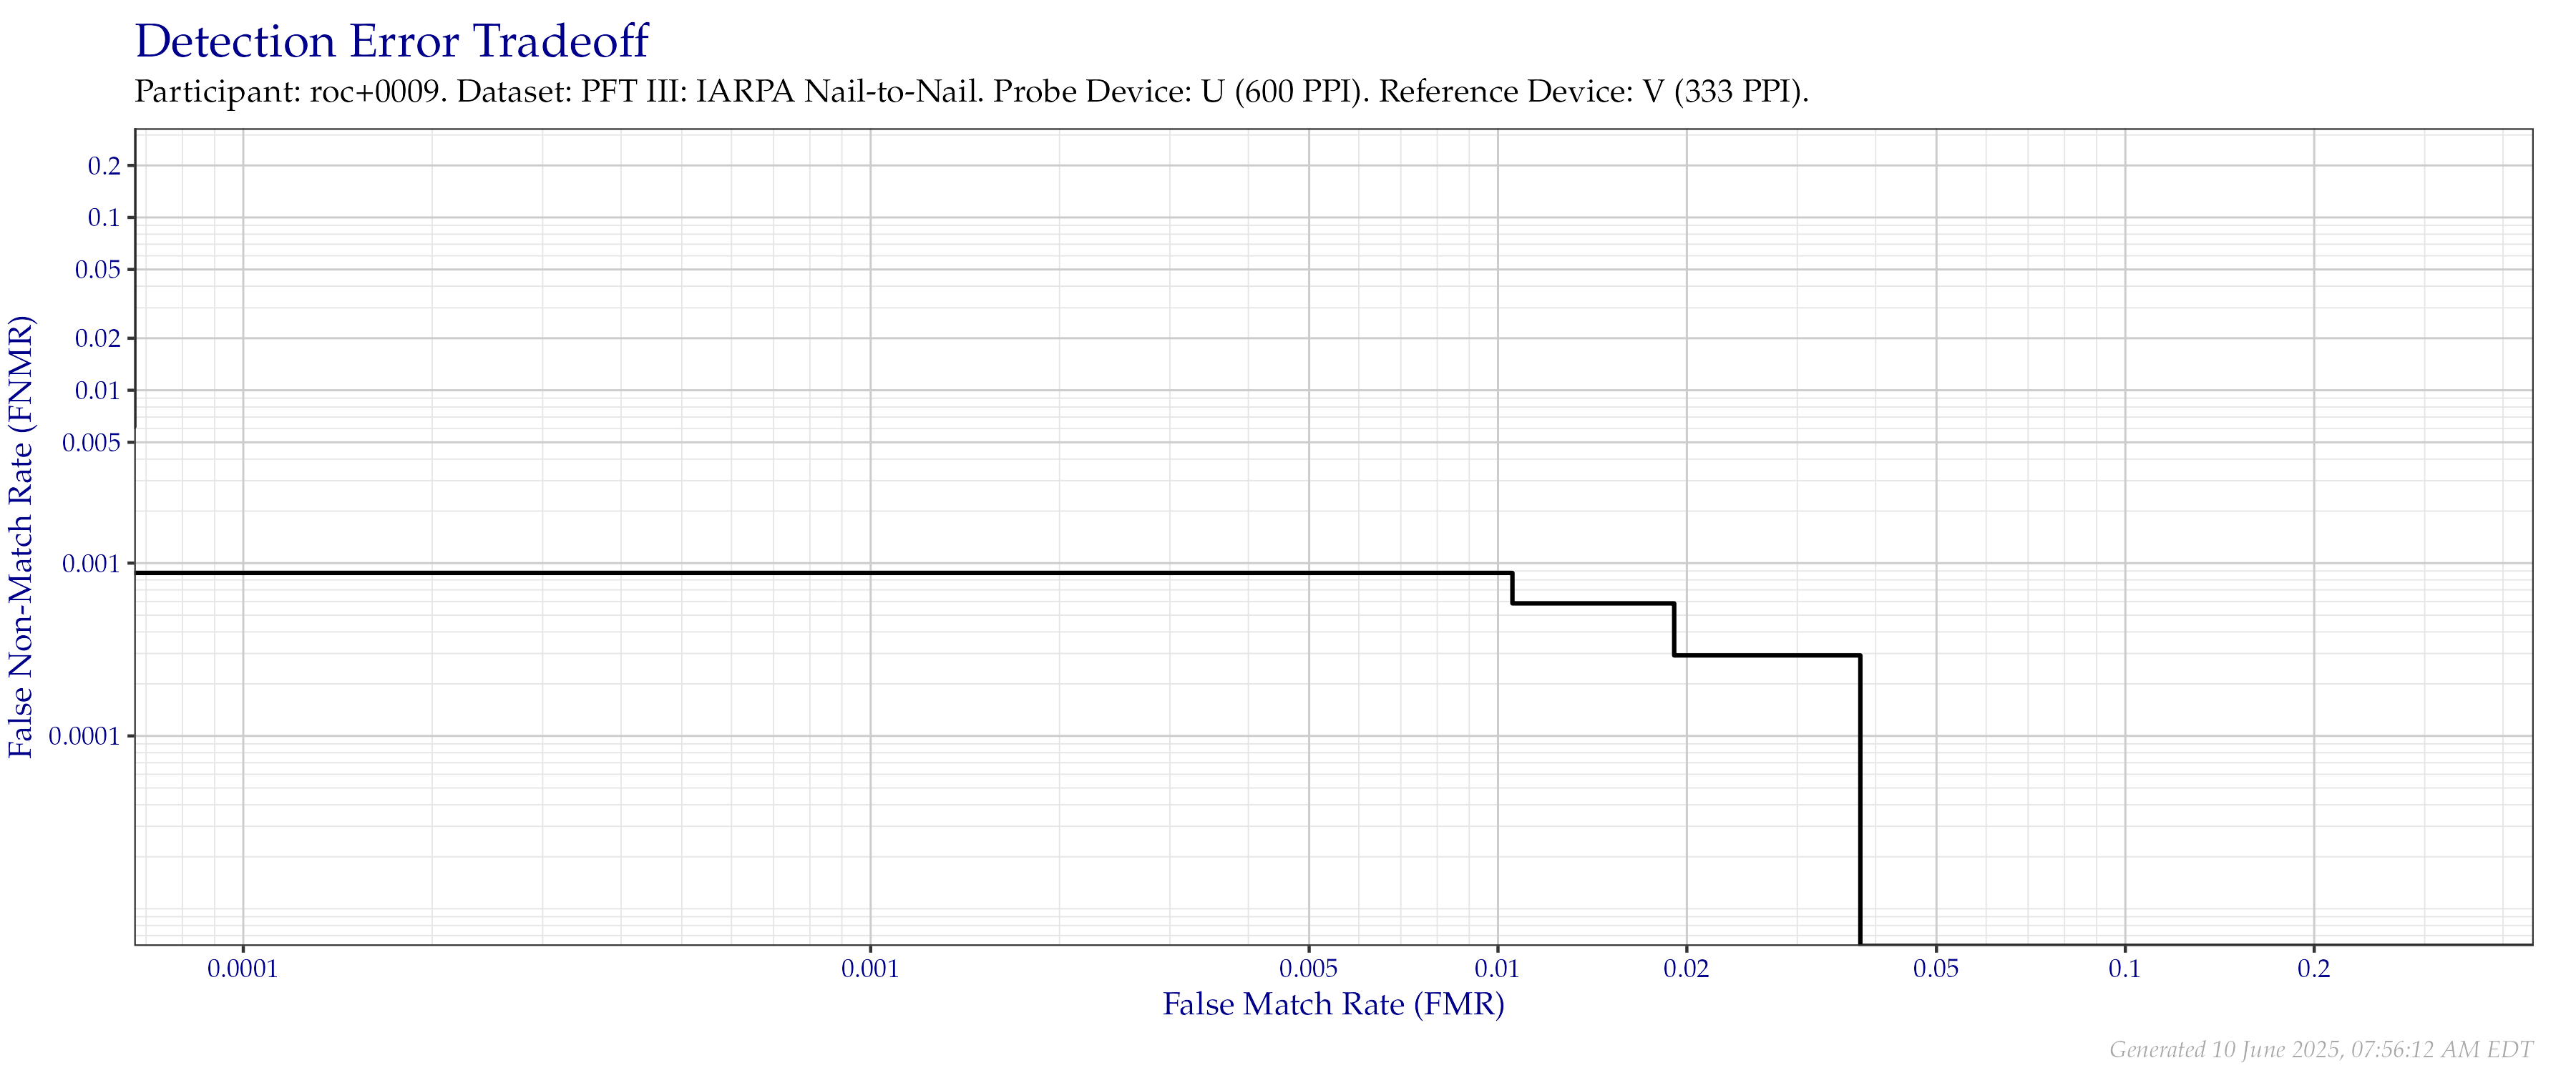 Detection Error Tradeoff
Participant: roc+0009. Dataset: PFT III: IARPA Nail-to-Nail. Probe Device: U (600 PPI). Reference Device: V (333 PPI).
False Non-Match Rate (FNMR)
0.2
0.1
0.05
0.02
0.01
0.005
0.001
0.0001
0.0001 0.001 0.005 0.01 0.02 0.05 0.1 0.2
False Match Rate (FMR)
Generated 10 June 2025, 07:56:12 AM EDT